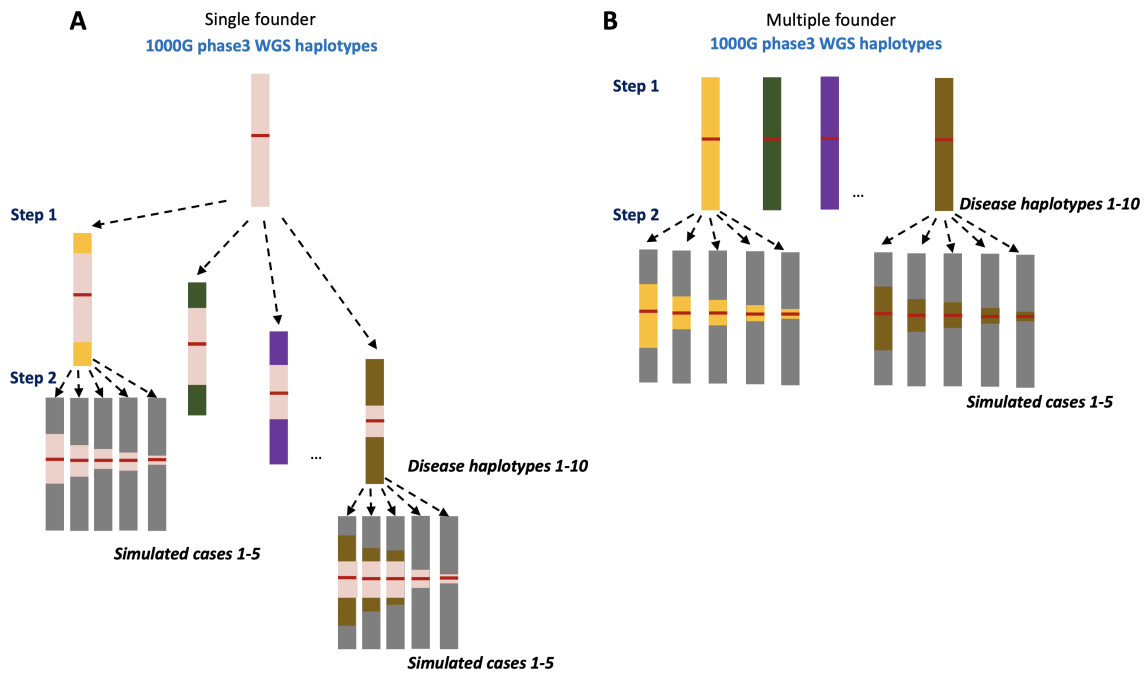 A
Single founder
1000G phase3 WGS haplotypes
Step 1
Step 2
...
Disease haplotypes 1-10
Simulated cases 1-5
Simulated cases 1-5
B
Multiple founder
1000G phase3 WGS haplotypes
Step 1
...
Disease haplotypes 1-10
Step 2
Simulated cases 1-5